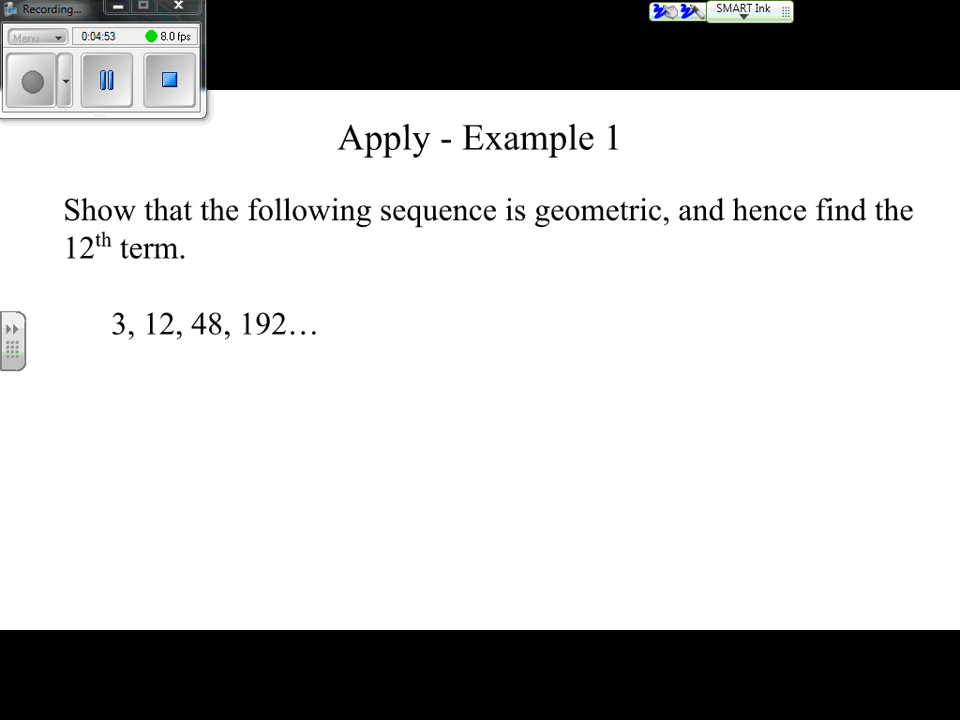 Recording...
Menu
0:04:53
8.0 fps
SMART Ink
Apply - Example 1
Show that the following sequence is geometric, and hence find the
12th term.
3, 12, 48, 192…